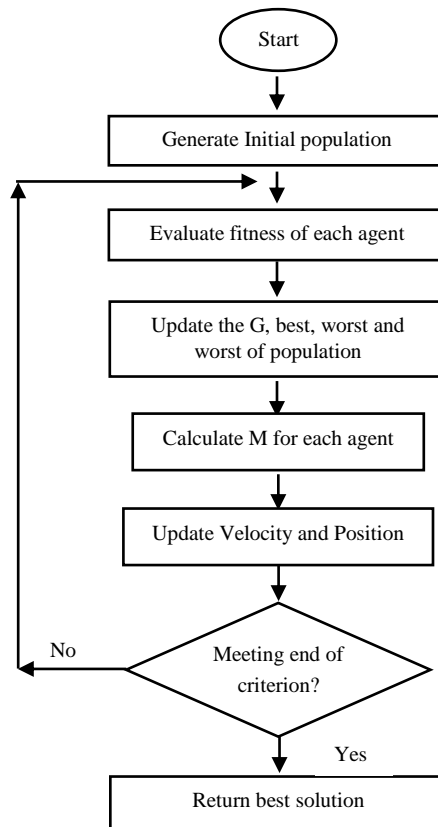 Start
Generate Initial population
Evaluate fitness of each agent
Update the G, best, worst and
worst of population
Calculate M for each agent
Update Velocity and Position
No
Meeting end of
criterion?
Yes
Return best solution